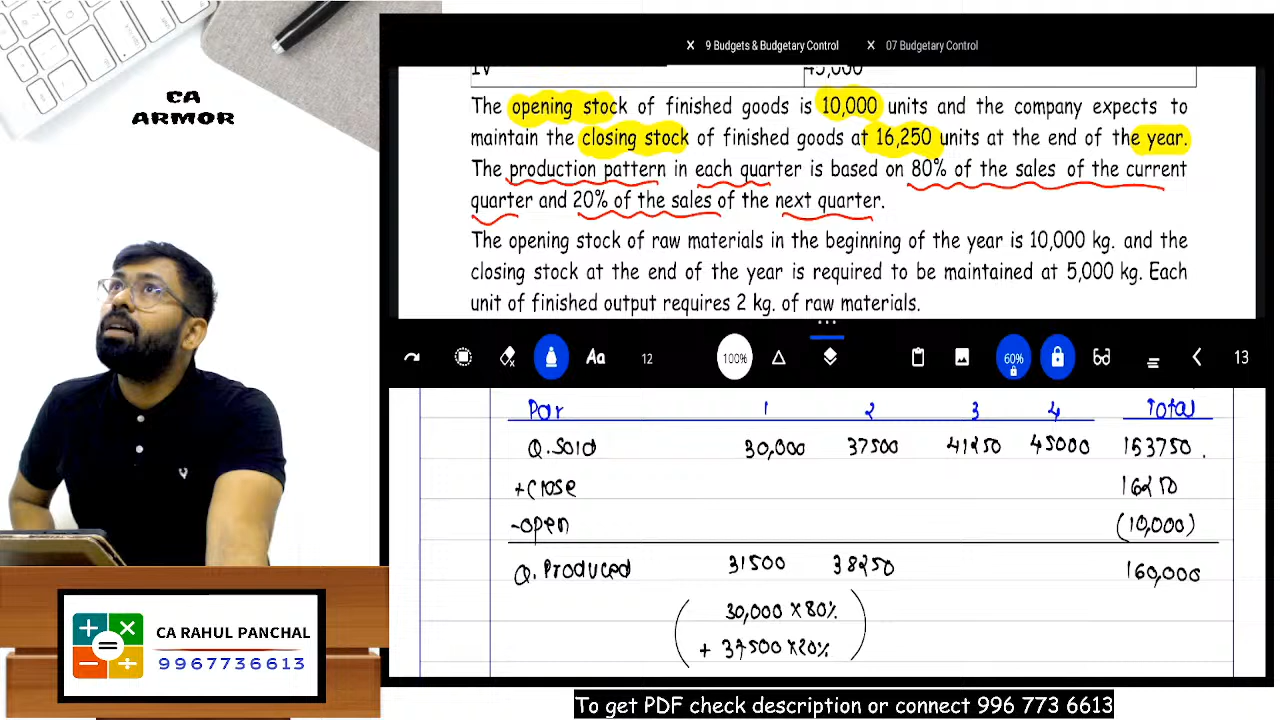 CA
ARMOR
X 9 Budgets & Budgetary Control X 07 Budgetary Control
IV 45,000
The opening stock of finished goods is 10,000 units and the company expects to
maintain the closing stock of finished goods at 16,250 units at the end of the year.
The production pattern in each quarter is based on 80% of the sales of the current
quarter and 20% of the sales of the next quarter.
The opening stock of raw materials in the beginning of the year is 10,000 kg. and the
closing stock at the end of the year is required to be maintained at 5,000 kg. Each
unit of finished output requires 2 kg. of raw materials.
Aa 12 100% 60% 13
Par 1 2 3 4 Total
Q.Sold 30,000 37500 41250 45000 153750
+Close 16250
-open (10,000)
Q. Produced 31500 38250 160,000
30,000 x 80%
+ 37500 x 20%
CA RAHUL PANCHAL
9967736613
To get PDF check description or connect 996 773 6613